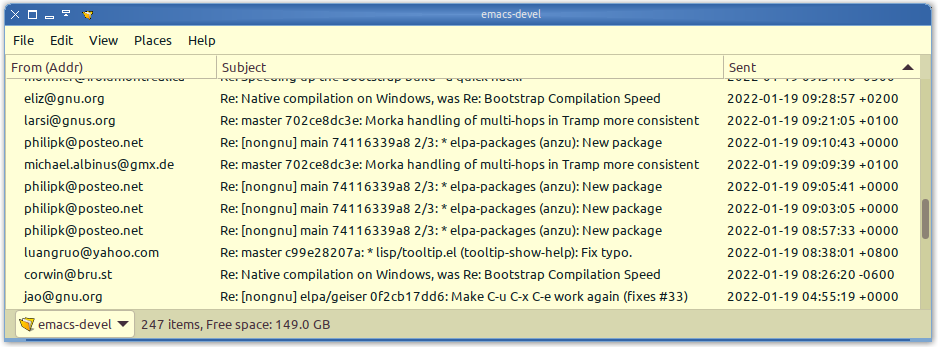 emacs-devel
File Edit View Places Help
From (Addr) Subject Sent
eliz@gnu.org Re: Native compilation on Windows, was Re: Bootstrap Compilation Speed 2022-01-19 09:28:57 +0200
larsi@gnus.org Re: master 702ce8dc3e: Morka handling of multi-hops in Tramp more consistent 2022-01-19 09:21:05 +0100
philipk@posteo.net Re: [nongnu] main 74116339a8 2/3: * elpa-packages (anzu): New package 2022-01-19 09:10:43 +0000
michael.albinus@gmx.de Re: master 702ce8dc3e: Morka handling of multi-hops in Tramp more consistent 2022-01-19 09:09:39 +0100
philipk@posteo.net Re: [nongnu] main 74116339a8 2/3: * elpa-packages (anzu): New package 2022-01-19 09:05:41 +0000
philipk@posteo.net Re: [nongnu] main 74116339a8 2/3: * elpa-packages (anzu): New package 2022-01-19 09:03:05 +0000
philipk@posteo.net Re: [nongnu] main 74116339a8 2/3: * elpa-packages (anzu): New package 2022-01-19 08:57:33 +0000
luangruo@yahoo.com Re: master c99e28207a: * lisp/tooltip.el (tooltip-show-help): Fix typo. 2022-01-19 08:38:01 +0800
corwin@bru.st Re: Native compilation on Windows, was Re: Bootstrap Compilation Speed 2022-01-19 08:26:20 -0600
jao@gnu.org Re: [nongnu] elpa/geiser 0f2cb17dd6: Make C-u C-x C-e work again (fixes #33) 2022-01-19 04:55:19 +0000
emacs-devel 247 items, Free space: 149.0 GB